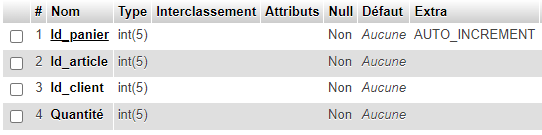 # Nom Type Interclassement Attributs Null Défaut Extra
1 Id_panier int(5) Non Aucune AUTO_INCREMENT
2 Id_article int(5) Non Aucune
3 Id_client int(5) Non Aucune
4 Quantité int(5) Non Aucune